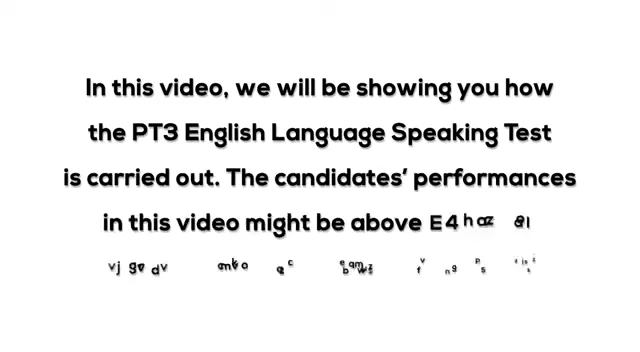 In this video, we will be showing you how
the PT3 English Language Speaking Test
is carried out. The candidates' performances
in this video might be above